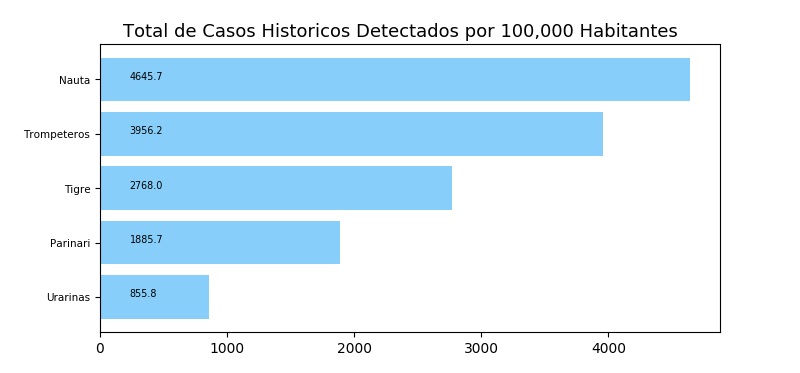 Total de Casos Historicos Detectados por 100,000 Habitantes
Nauta 4645.7
Trompeteros 3956.2
Tigre 2768.0
Parinari 1885.7
Urarinas 855.8
0 1000 2000 3000 4000